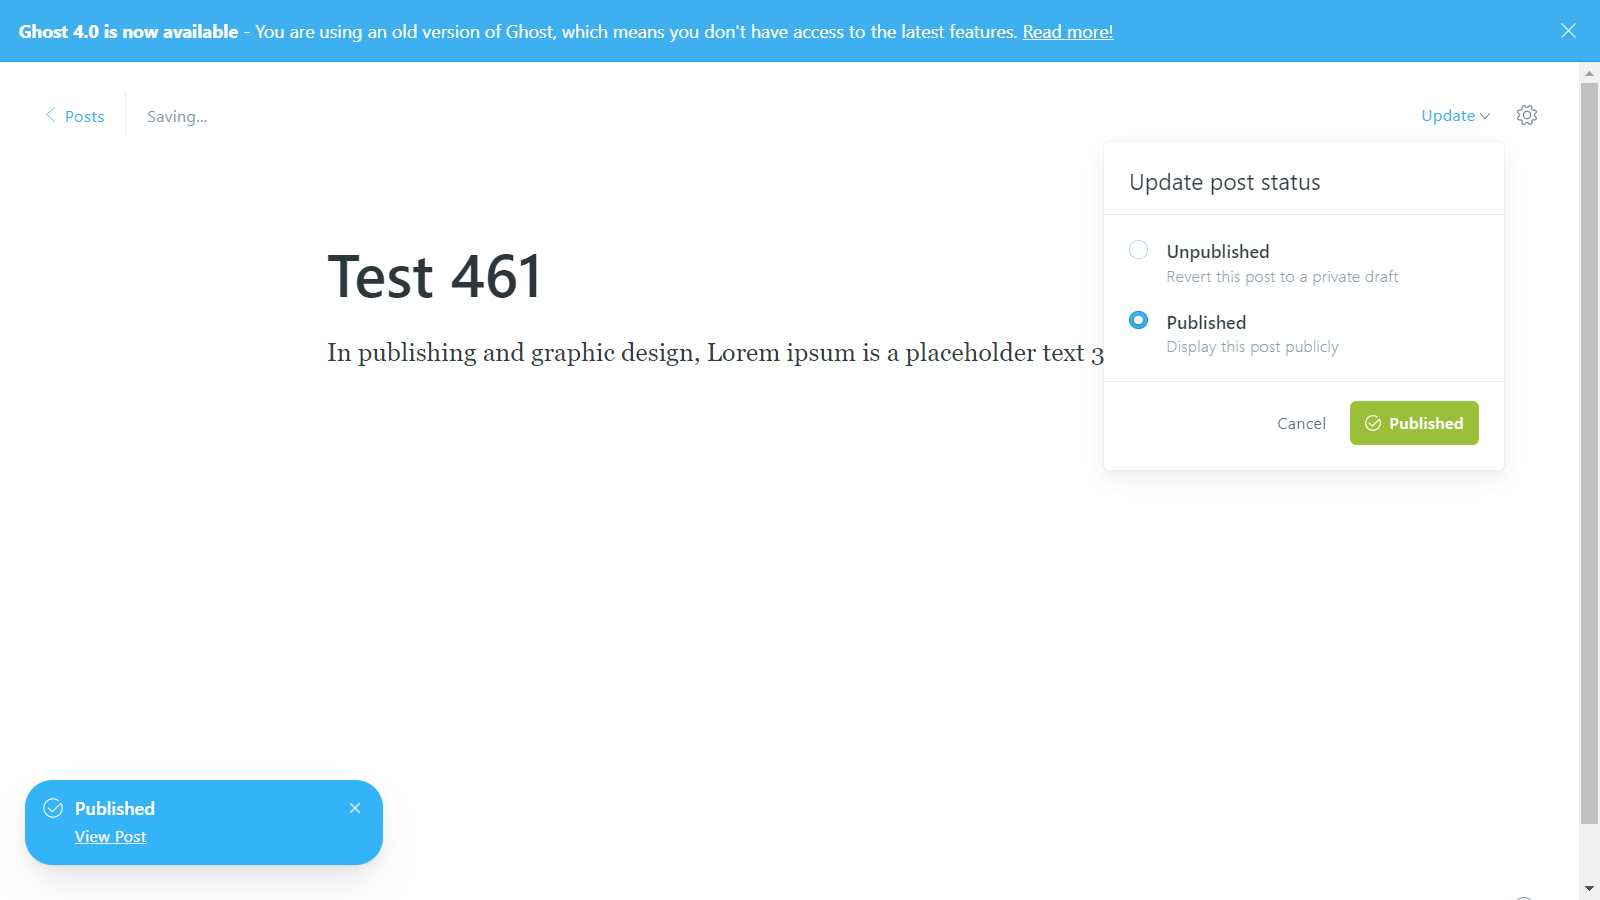 Ghost 4.0 is now available - You are using an old version of Ghost, which means you don't have access to the latest features. Read more!
Posts
Saving...
Update
Update post status
Unpublished
Revert this post to a private draft
Published
Display this post publicly
Cancel
Published
Test 461
In publishing and graphic design, Lorem ipsum is a placeholder text 3
Published
View Post